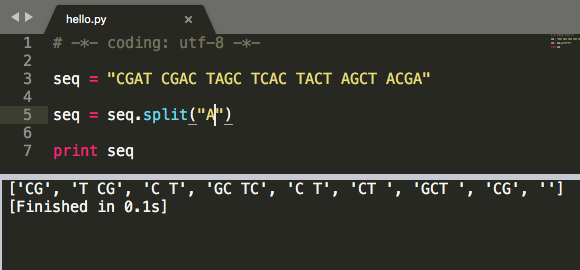 hello.py
1 # -*- coding: utf-8 -*-
2
3 seq = "CGAT CGAC TAGC TCAC TACT AGCT ACGA"
4
5 seq = seq.split("A")
6
7 print seq
['CG', 'T CG', 'C T', 'GC TC', 'C T', 'CT ', 'GCT ', 'CG', '']
[Finished in 0.1s]